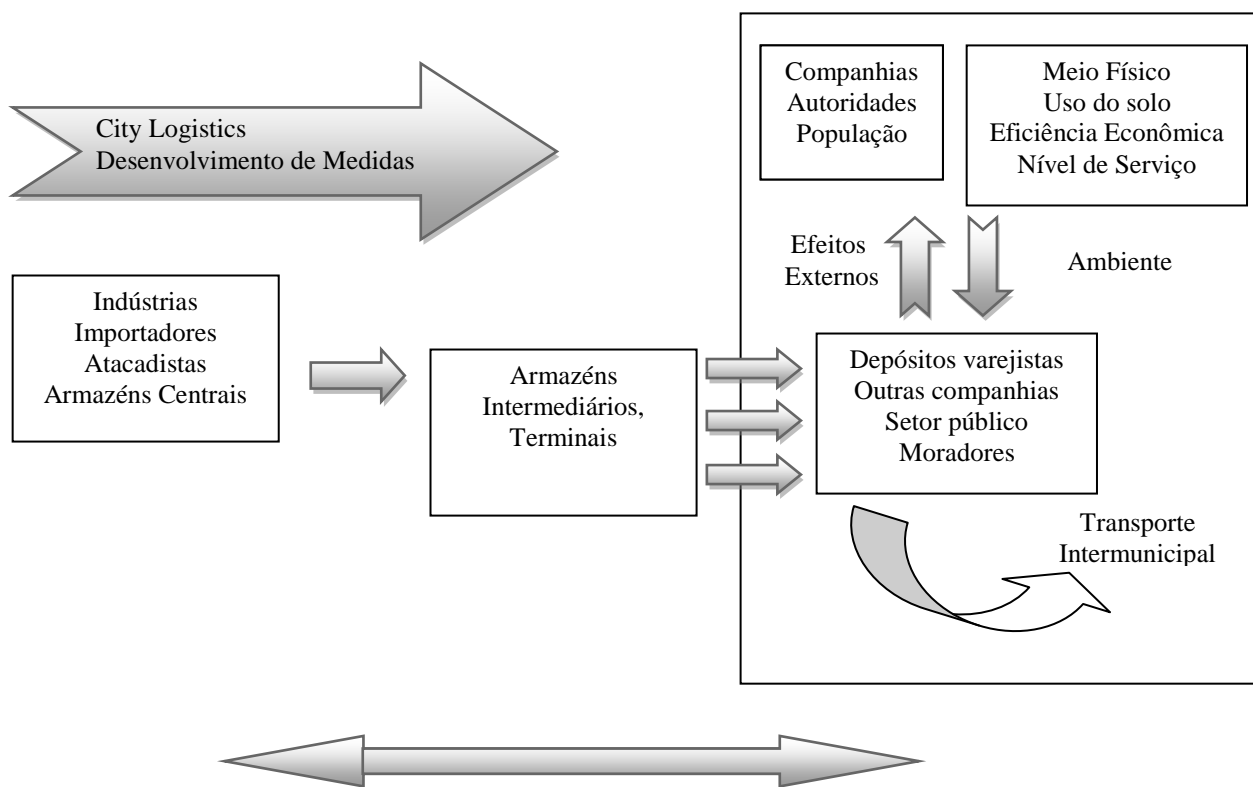 City Logistics
Desenvolvimento de Medidas
Companhias
Autoridades
População
Meio Físico
Uso do solo
Eficiência Econômica
Nível de Serviço
Efeitos
Externos
Ambiente
Indústrias
Importadores
Atacadistas
Armazéns Centrais
Armazéns
Intermediários,
Terminais
Depósitos varejistas
Outras companhias
Setor público
Moradores
Transporte
Intermunicipal